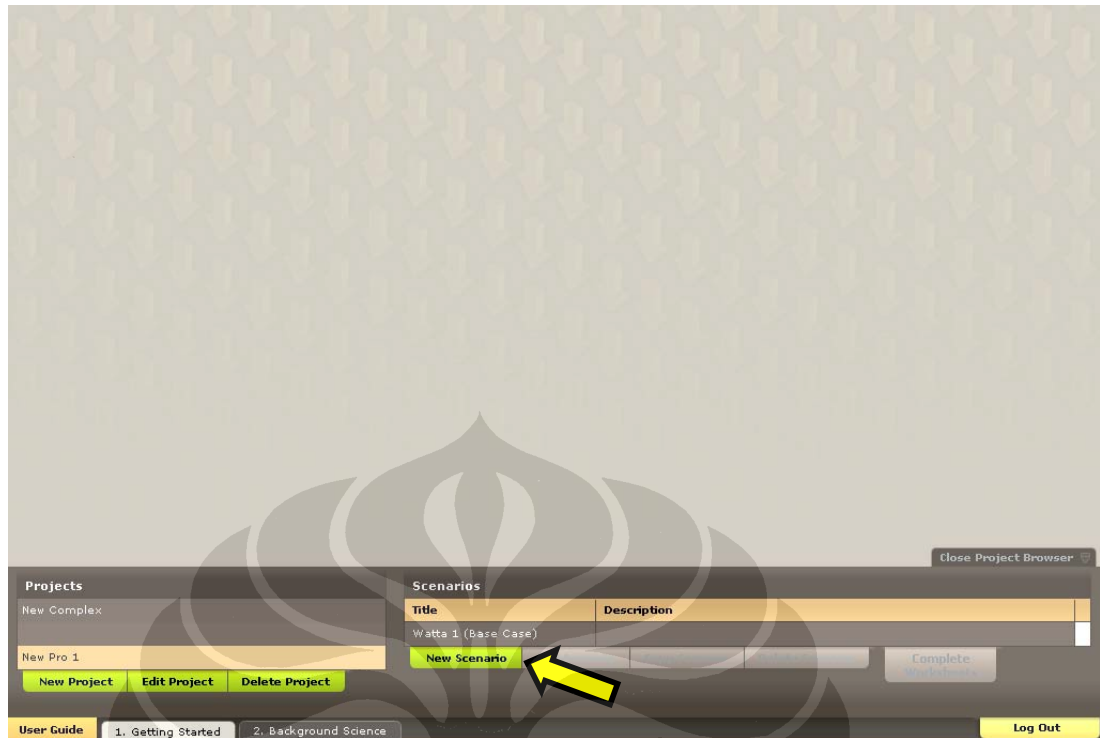 Close Project Browser
Projects
New Complex
New Pro 1
New Project Edit Project Delete Project
Scenarios
Title Description
Watta 1 (Base Case)
New Scenario
Complete
Worksheets
User Guide 1. Getting Started 2. Background Science Log Out